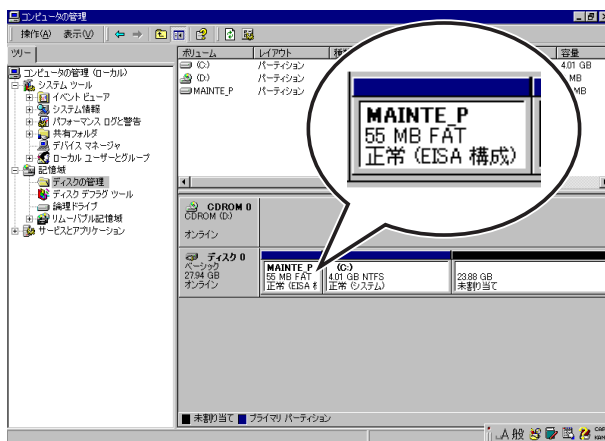 コンピュータの管理
操作(A) 表示(V)
ツリー
コンピュータの管理 (ローカル)
システム ツール
イベント ビューア
システム情報
パフォーマンス ログと警告
共有フォルダ
デバイス マネージャ
ローカル ユーザーとグループ
記憶域
ディスクの管理
ディスク デフラグ ツール
論理ドライブ
リムーバブル記憶域
サービスとアプリケーション
ボリューム レイアウト 容量
(C:) パーティション 4.01 GB
(D:) パーティション MB
MAINTE_P パーティション MB
MAINTE_P
55 MB FAT
正常 (EISA 構成)
CDROM 0
CDROM (D:)
オンライン
ディスク 0
ベーシック
27.94 GB
オンライン
MAINTE_P
55 MB FAT
正常 (EISA 構
(C:)
4.01 GB NTFS
正常 (システム)
23.88 GB
未割り当て
未割り当て プライマリ パーティション
A 般